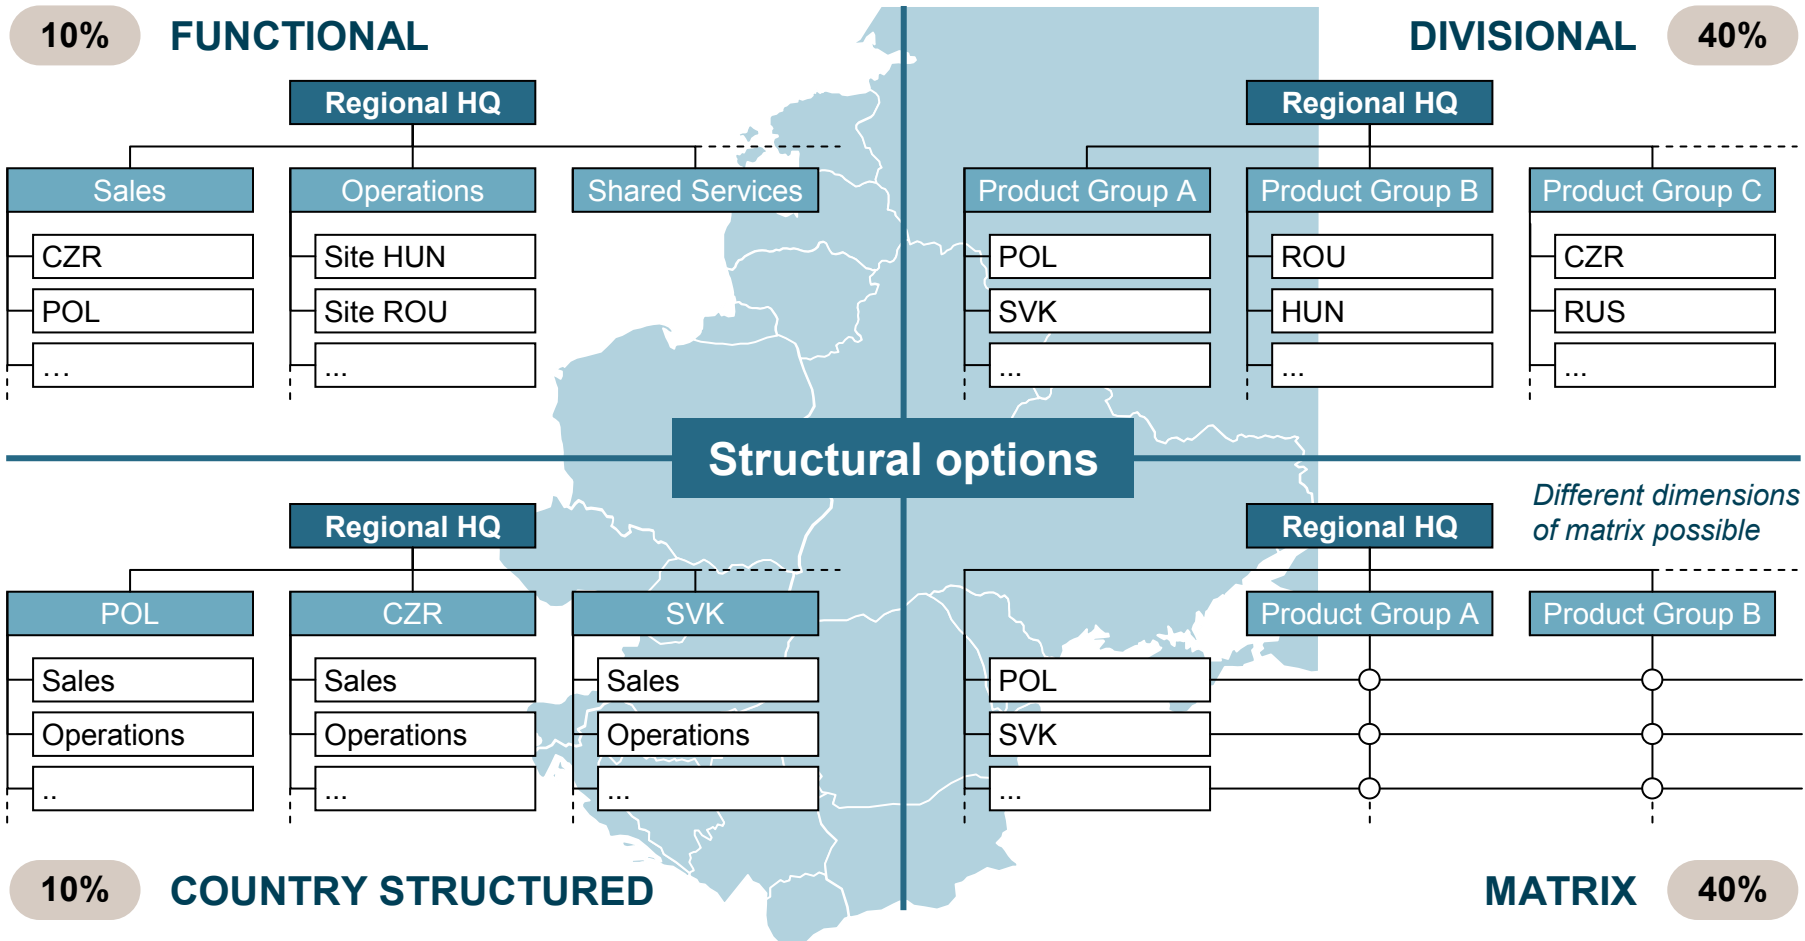 10% FUNCTIONAL
Regional HQ
Sales
Operations
Shared Services
CZR
POL
…
Site HUN
Site ROU
...
DIVISIONAL 40%
Regional HQ
Product Group A
Product Group B
Product Group C
POL
SVK
...
ROU
HUN
...
CZR
RUS
...
Structural options
Regional HQ
POL
CZR
SVK
Sales
Operations
..
Sales
Operations
...
Sales
Operations
...
10% COUNTRY STRUCTURED
Different dimensions
of matrix possible
Regional HQ
Product Group A
Product Group B
POL
SVK
...
MATRIX 40%